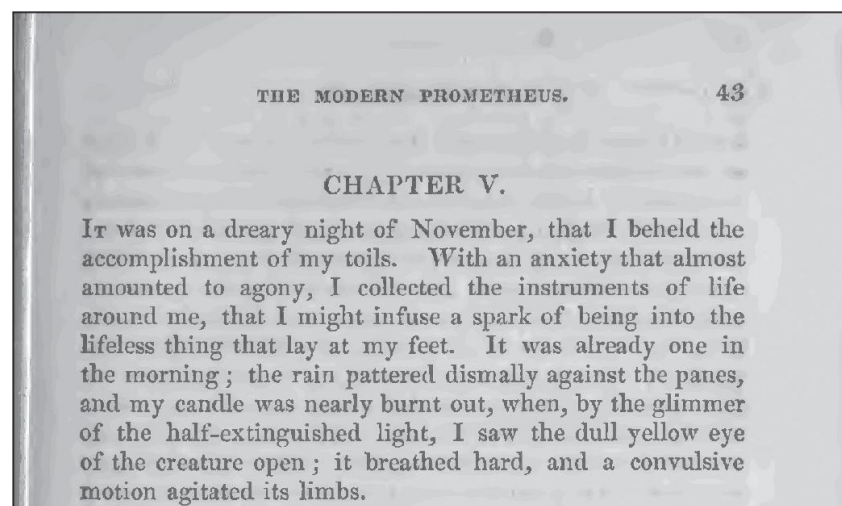 THE MODERN PROMETHEUS. 43
CHAPTER V.
IT was on a dreary night of November, that I beheld the
accomplishment of my toils. With an anxiety that almost
amounted to agony, I collected the instruments of life
around me, that I might infuse a spark of being into the
lifeless thing that lay at my feet. It was already one in
the morning ; the rain pattered dismally against the panes,
and my candle was nearly burnt out, when, by the glimmer
of the half-extinguished light, I saw the dull yellow eye
of the creature open ; it breathed hard, and a convulsive
motion agitated its limbs.